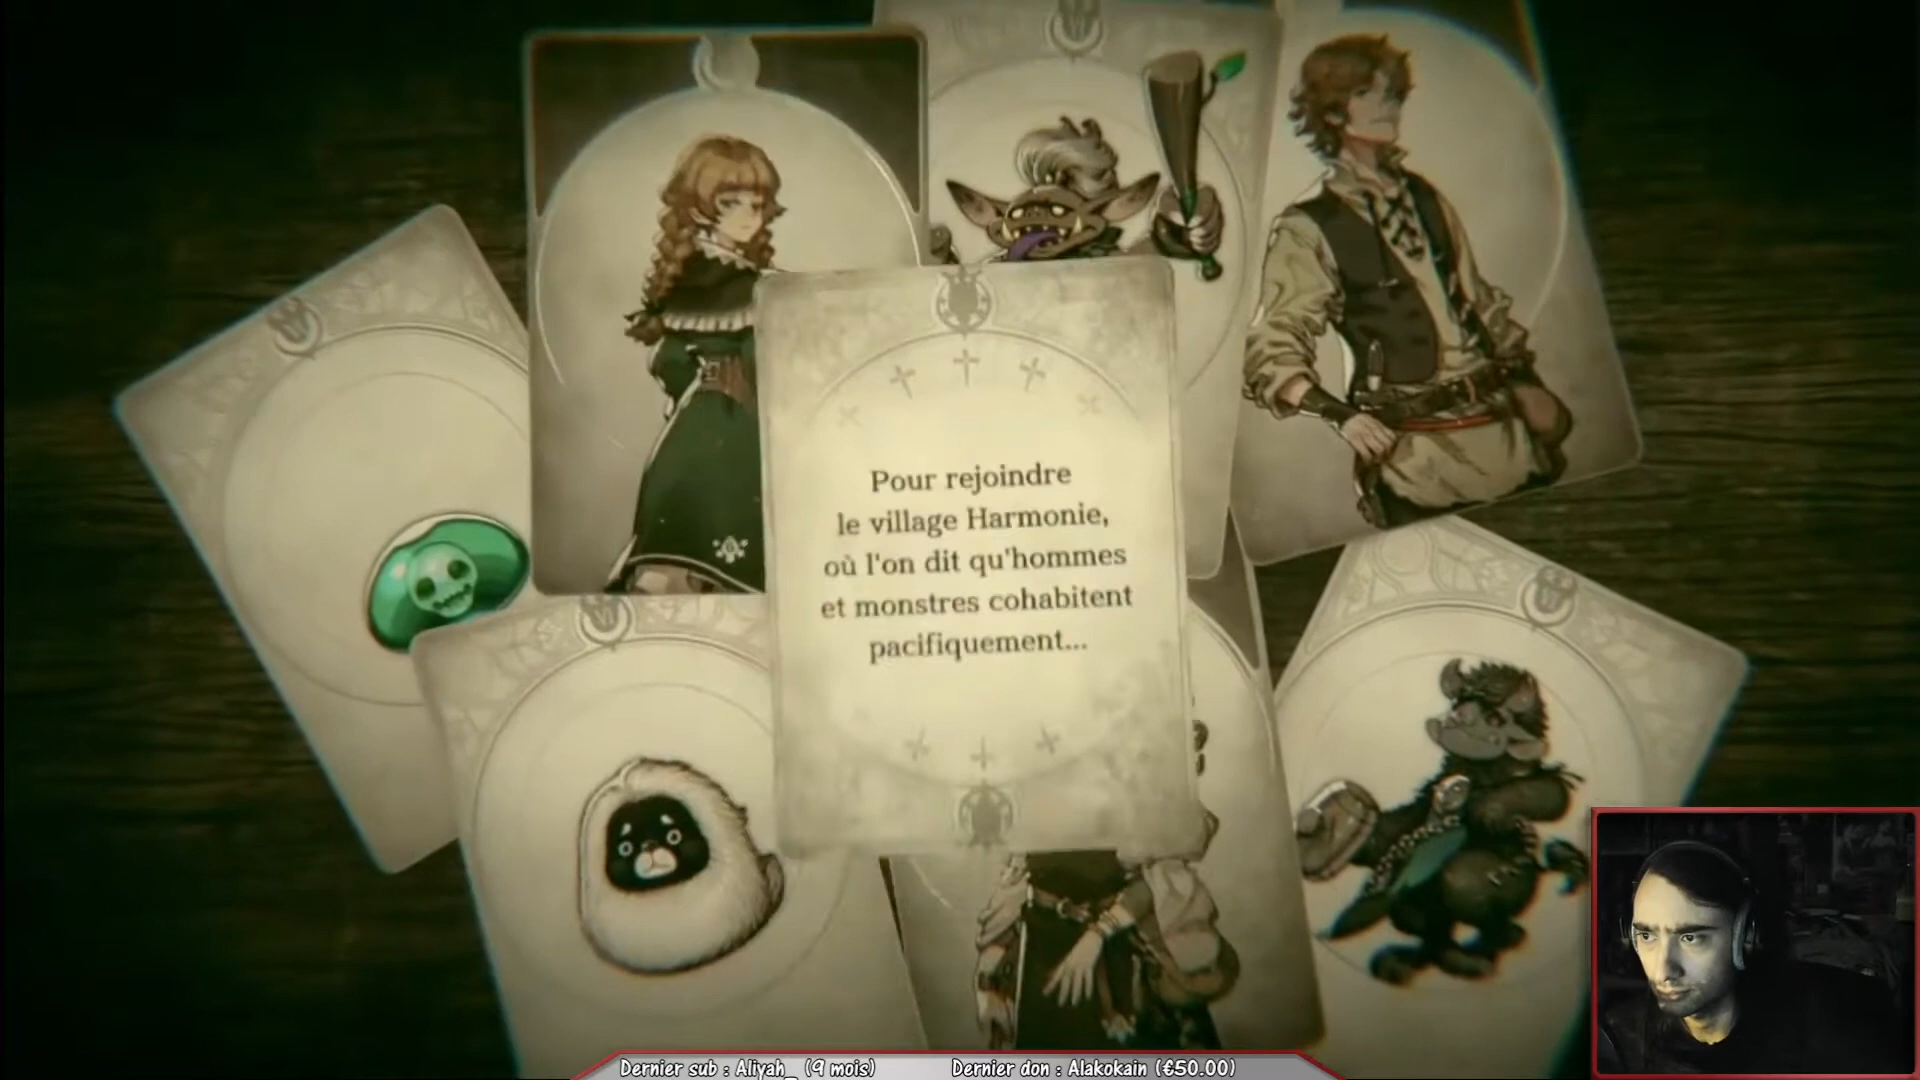 Pour rejoindre
le village Harmonie,
où l'on dit qu'hommes
et monstres cohabitent
pacifiquement...
Dernier sub : Aliyah_ (9 mois)
Dernier don : Alakokain (€50.00)